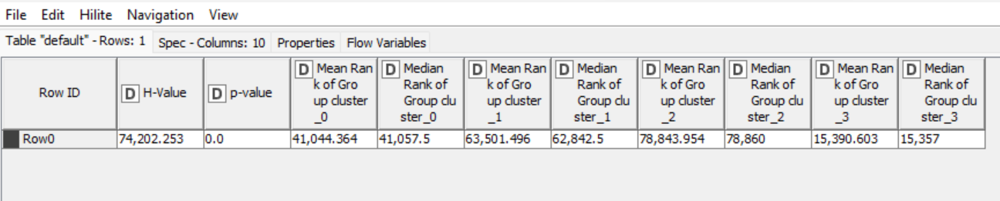 File Edit Hilite Navigation View
Table "default" - Rows: 1 Spec - Columns: 10 Properties Flow Variables
Row ID
D H-Value
D p-value
D Mean Ran
k of Gro
up cluster
_0
D Median
Rank of
Group clu
ster_0
D Mean Ran
k of Gro
up cluster
_1
D Median
Rank of
Group clu
ster_1
D Mean Ran
k of Gro
up cluster
_2
D Median
Rank of
Group clu
ster_2
D Mean Ran
k of Gro
up cluster
_3
D Median
Rank of
Group clu
ster_3
Row0 74,202.253 0.0 41,044.364 41,057.5 63,501.496 62,842.5 78,843.954 78,860 15,390.603 15,357